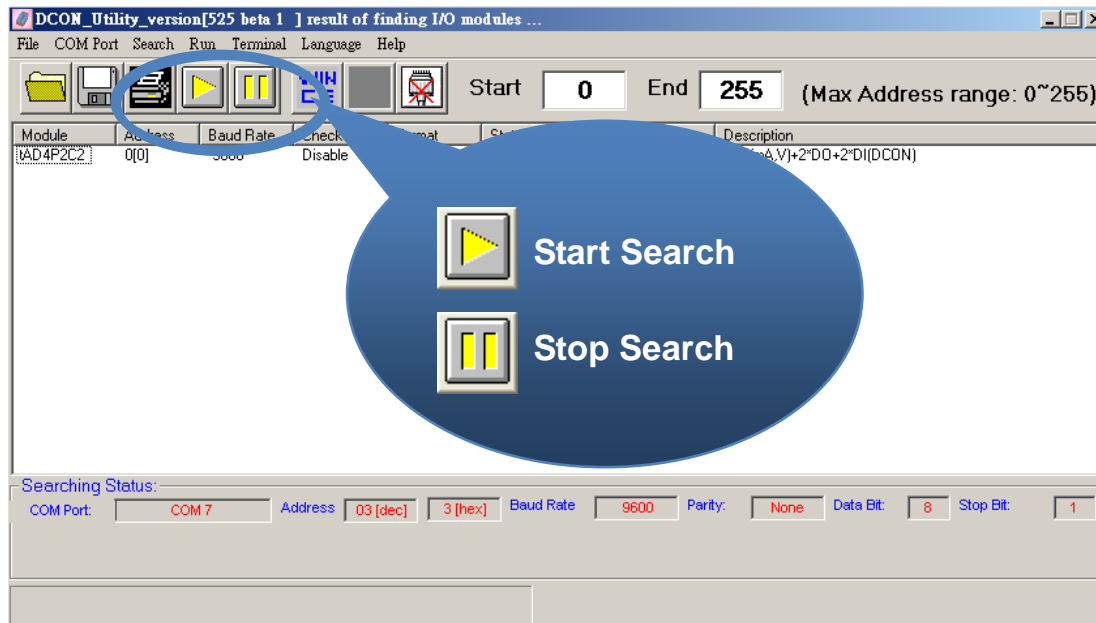 DCON_Utility_version[525 beta 1 ] result of finding I/O modules ...
File COM Port Search Run Terminal Language Help
Start 0 End 255 (Max Address range: 0~255)
Module Address Baud Rate Description
tAD4P2C2 0[0] Disable V)+2*DO+2*DI(DCON)
Start Search
Stop Search
Searching Status:
COM Port: COM 7 Address 03 [dec] 3 [hex] Baud Rate 9600 Parity: None Data Bit: 8 Stop Bit: 1